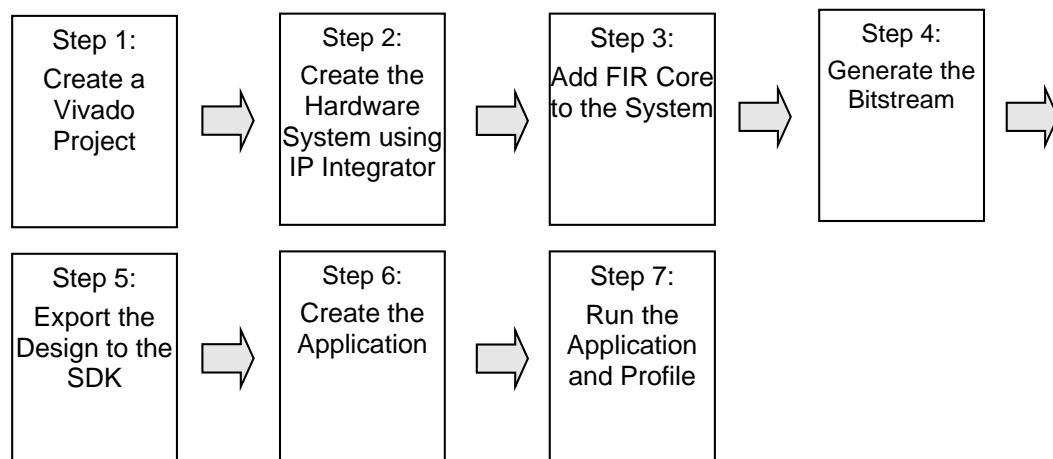 Step 1:
Create a
Vivado
Project
Step 2:
Create the
Hardware
System using
IP Integrator
Step 3:
Add FIR Core
to the System
Step 4:
Generate the
Bitstream
Step 5:
Export the
Design to the
SDK
Step 6:
Create the
Application
Step 7:
Run the
Application
and Profile